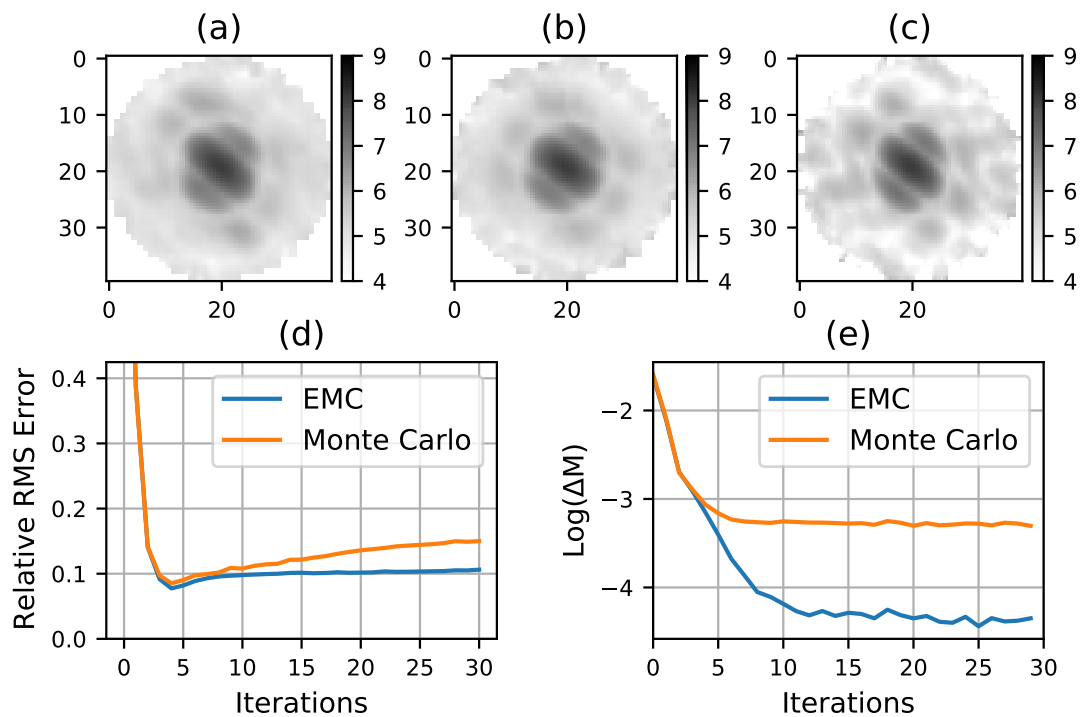 (a) (b) (c)
0 10 20 30
0 20
9 8 7 6 5 4
0 10 20 30
0 20
9 8 7 6 5 4
0 10 20 30
0 20
9 8 7 6 5 4
(d)
Relative RMS Error
0.4
0.3
0.2
0.1
0.0
EMC
Monte Carlo
0 5 10 15 20 25 30
Iterations
(e)
Log(ΔM)
−2
−3
−4
EMC
Monte Carlo
0 5 10 15 20 25 30
Iterations